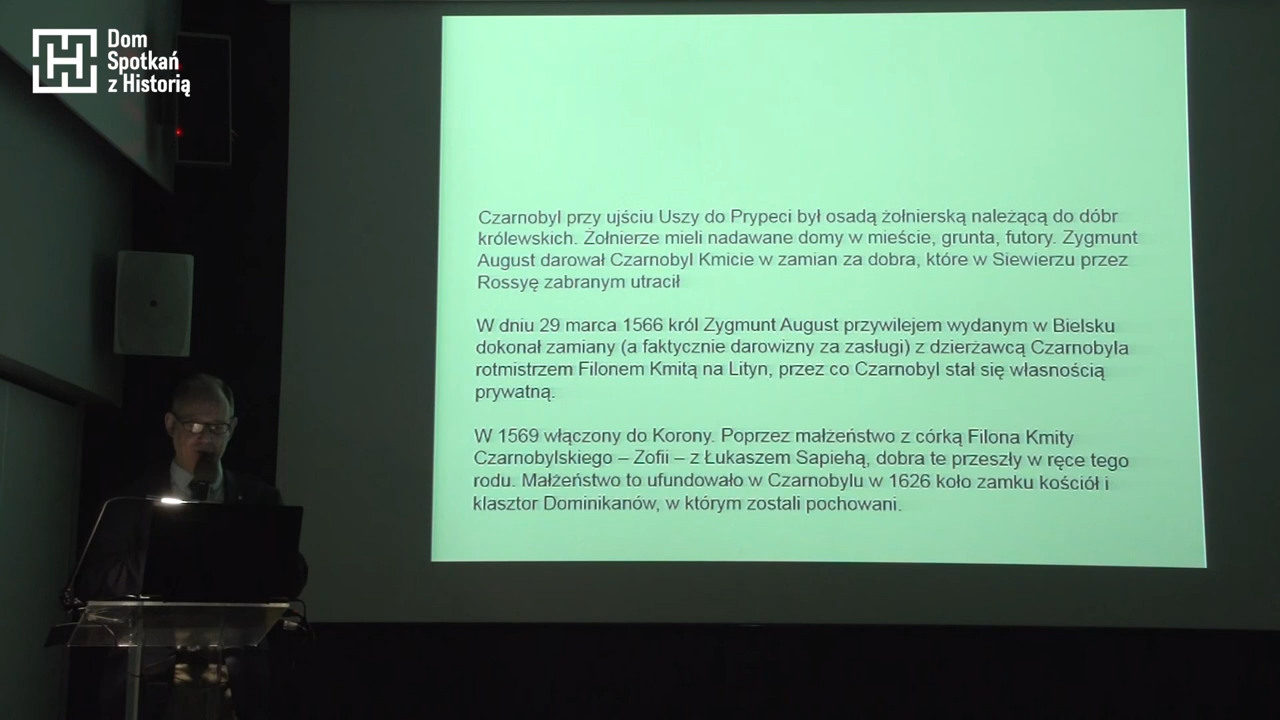 Dom
Spotkań
z Historią
Czarnobyl przy ujściu Uszy do Prypeci był osadą żołnierską należącą do dóbr
królewskich. Żołnierze mieli nadawane domy w mieście, grunta, futory. Zygmunt
August darował Czarnobyl Kmicie w zamian za dobra, które w Siewierzu przez
Rossyę zabranym utracił
W dniu 29 marca 1566 król Zygmunt August przywilejem wydanym w Bielsku
dokonał zamiany (a faktycznie darowizny za zasługi) z dzierżawcą Czarnobyla
rotmistrzem Filonem Kmitą na Lityn, przez co Czarnobyl stał się własnością
prywatną.
W 1569 włączony do Korony. Poprzez małżeństwo z córką Filona Kmity
Czarnobylskiego – Zofii – z Łukaszem Sapiehą, dobra te przeszły w ręce tego
rodu. Małżeństwo to ufundowało w Czarnobylu w 1626 koło zamku kościół i
klasztor Dominikanów, w którym zostali pochowani.